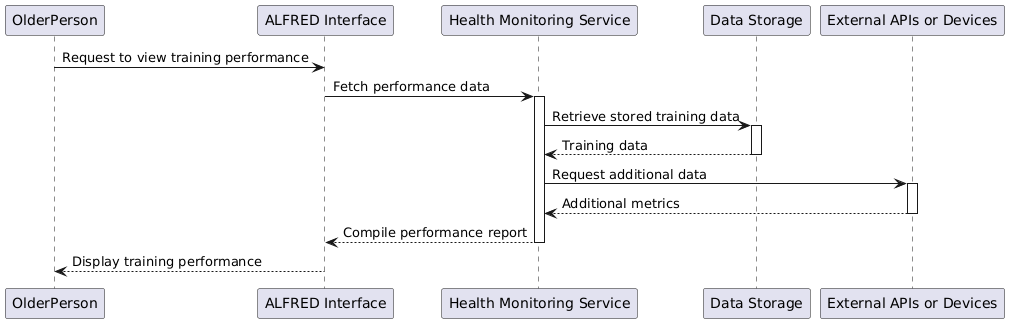 OlderPerson
ALFRED Interface
Health Monitoring Service
Data Storage
External APIs or Devices
Request to view training performance
Fetch performance data
Retrieve stored training data
Training data
Request additional data
Additional metrics
Compile performance report
Display training performance
OlderPerson
ALFRED Interface
Health Monitoring Service
Data Storage
External APIs or Devices